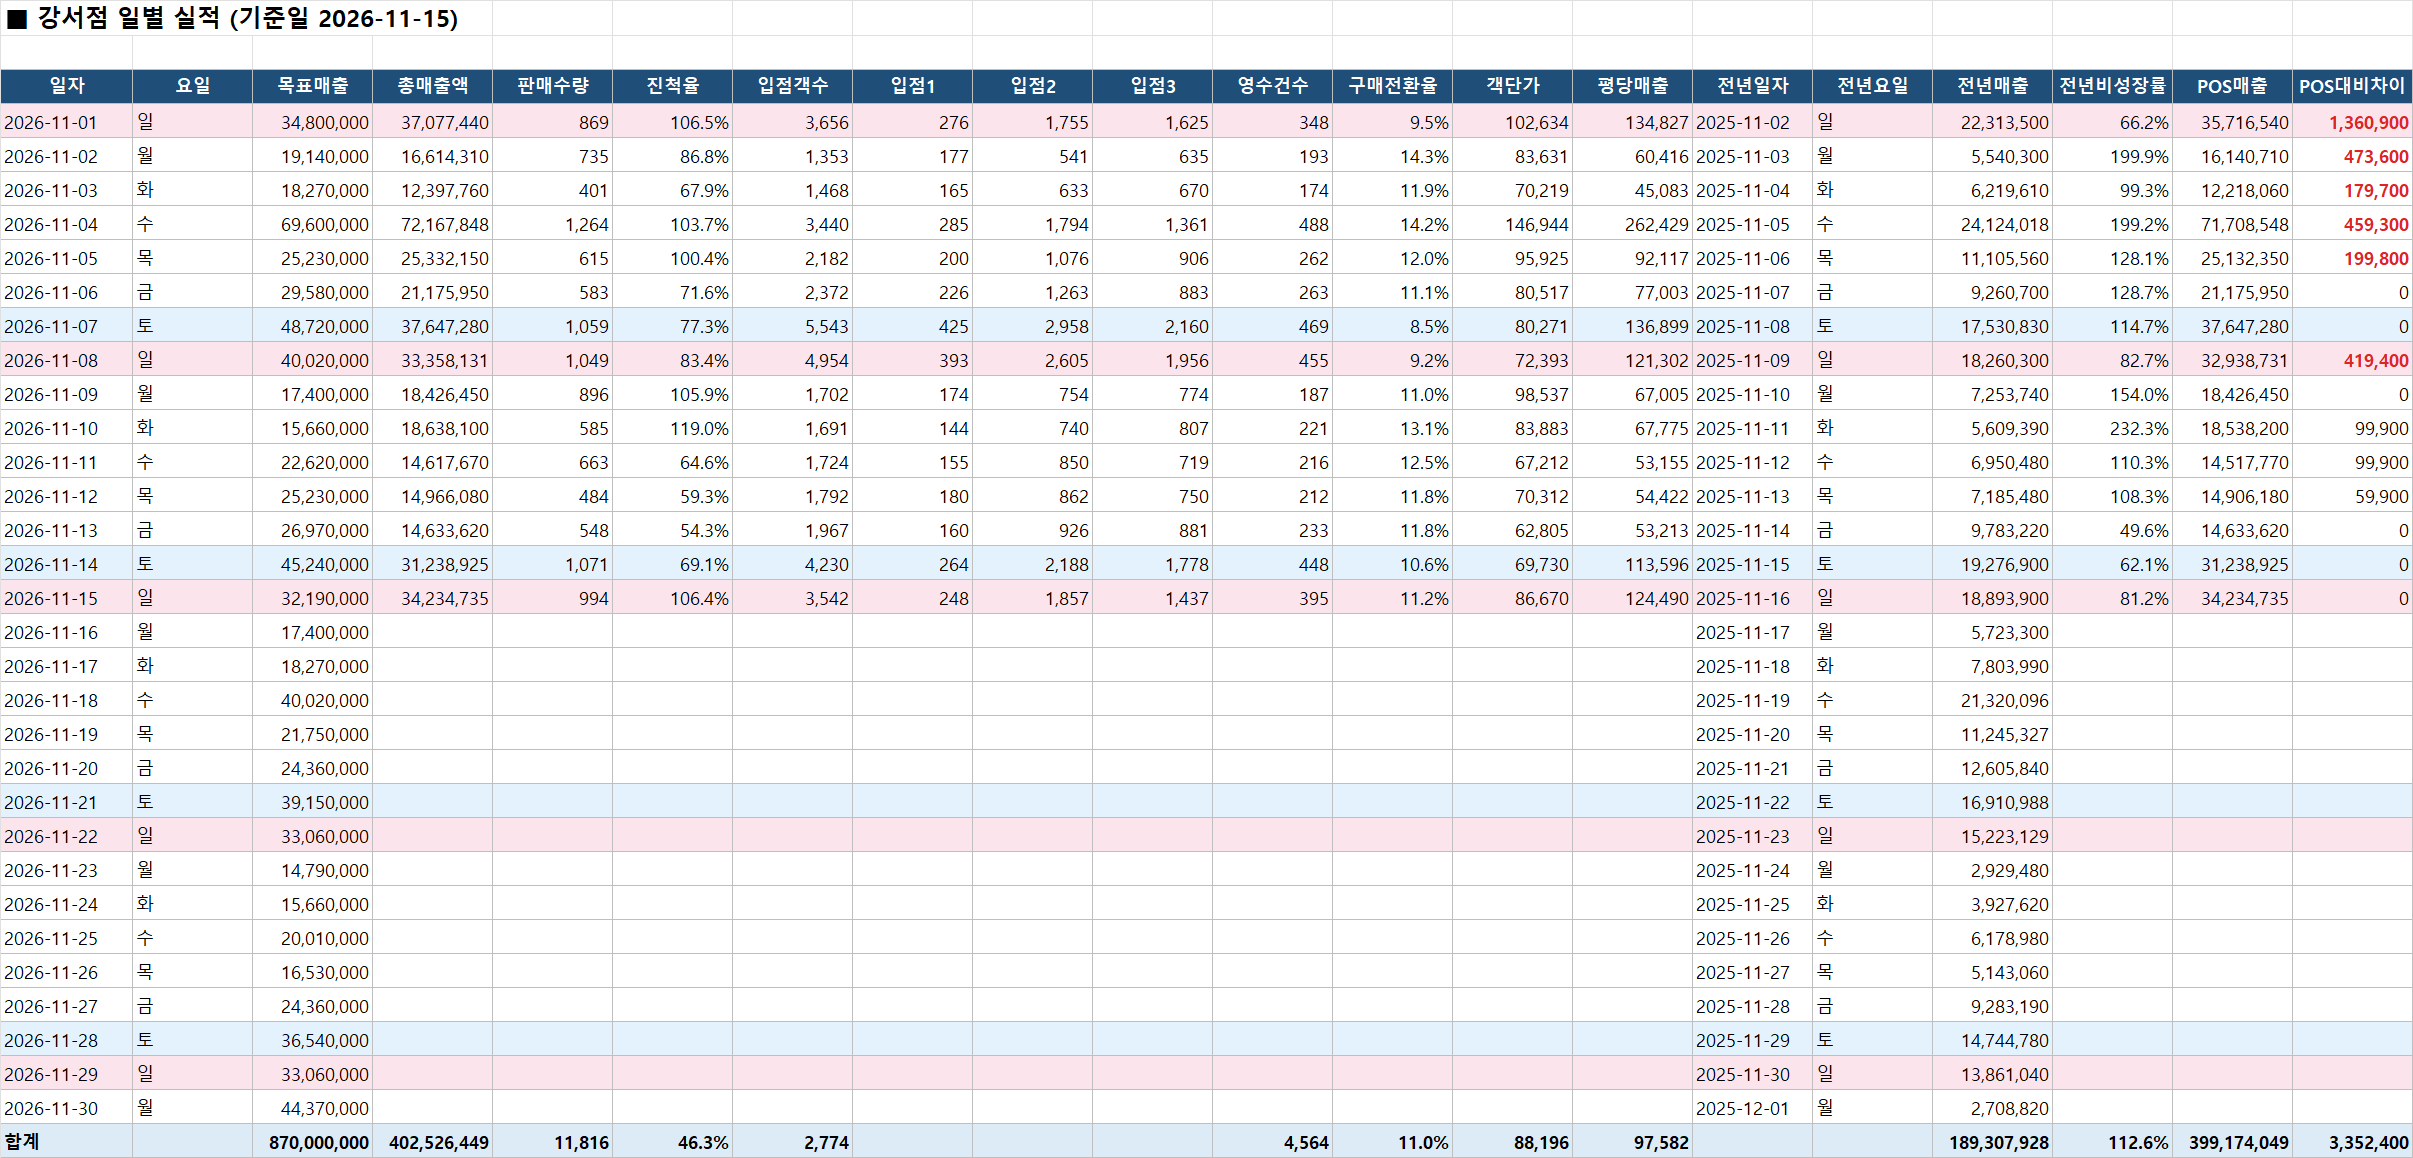 ■ 강서점 일별 실적 (기준일 2026-11-15)
일자 요일 목표매출 총매출액 판매수량 진척율 입점객수 입점1 입점2 입점3 영수건수 구매전환율 객단가 평당매출 전년일자 전년요일 전년매출 전년비성장률 POS매출 POS대비차이
2026-11-01 일 34,800,000 37,077,440 869 106.5% 3,656 276 1,755 1,625 348 9.5% 102,634 134,827 2025-11-02 일 22,313,500 66.2% 35,716,540 1,360,900
2026-11-02 월 19,140,000 16,614,310 735 86.8% 1,353 177 541 635 193 14.3% 83,631 60,416 2025-11-03 월 5,540,300 199.9% 16,140,710 473,600
2026-11-03 화 18,270,000 12,397,760 401 67.9% 1,468 165 633 670 174 11.9% 70,219 45,083 2025-11-04 화 6,219,610 99.3% 12,218,060 179,700
2026-11-04 수 69,600,000 72,167,848 1,264 103.7% 3,440 285 1,794 1,361 488 14.2% 146,944 262,429 2025-11-05 수 24,124,018 199.2% 71,708,548 459,300
2026-11-05 목 25,230,000 25,332,150 615 100.4% 2,182 200 1,076 906 262 12.0% 95,925 92,117 2025-11-06 목 11,105,560 128.1% 25,132,350 199,800
2026-11-06 금 29,580,000 21,175,950 583 71.6% 2,372 226 1,263 883 263 11.1% 80,517 77,003 2025-11-07 금 9,260,700 128.7% 21,175,950 0
2026-11-07 토 48,720,000 37,647,280 1,059 77.3% 5,543 425 2,958 2,160 469 8.5% 80,271 136,899 2025-11-08 토 17,530,830 114.7% 37,647,280 0
2026-11-08 일 40,020,000 33,358,131 1,049 83.4% 4,954 393 2,605 1,956 455 9.2% 72,393 121,302 2025-11-09 일 18,260,300 82.7% 32,938,731 419,400
2026-11-09 월 17,400,000 18,426,450 896 105.9% 1,702 174 754 774 187 11.0% 98,537 67,005 2025-11-10 월 7,253,740 154.0% 18,426,450 0
2026-11-10 화 15,660,000 18,638,100 585 119.0% 1,691 144 740 807 221 13.1% 83,883 67,775 2025-11-11 화 5,609,390 232.3% 18,538,200 99,900
2026-11-11 수 22,620,000 14,617,670 663 64.6% 1,724 155 850 719 216 12.5% 67,212 53,155 2025-11-12 수 6,950,480 110.3% 14,517,770 99,900
2026-11-12 목 25,230,000 14,966,080 484 59.3% 1,792 180 862 750 212 11.8% 70,312 54,422 2025-11-13 목 7,185,480 108.3% 14,906,180 59,900
2026-11-13 금 26,970,000 14,633,620 548 54.3% 1,967 160 926 881 233 11.8% 62,805 53,213 2025-11-14 금 9,783,220 49.6% 14,633,620 0
2026-11-14 토 45,240,000 31,238,925 1,071 69.1% 4,230 264 2,188 1,778 448 10.6% 69,730 113,596 2025-11-15 토 19,276,900 62.1% 31,238,925 0
2026-11-15 일 32,190,000 34,234,735 994 106.4% 3,542 248 1,857 1,437 395 11.2% 86,670 124,490 2025-11-16 일 18,893,900 81.2% 34,234,735 0
2026-11-16 월 17,400,000 2025-11-17 월 5,723,300
2026-11-17 화 18,270,000 2025-11-18 화 7,803,990
2026-11-18 수 40,020,000 2025-11-19 수 21,320,096
2026-11-19 목 21,750,000 2025-11-20 목 11,245,327
2026-11-20 금 24,360,000 2025-11-21 금 12,605,840
2026-11-21 토 39,150,000 2025-11-22 토 16,910,988
2026-11-22 일 33,060,000 2025-11-23 일 15,223,129
2026-11-23 월 14,790,000 2025-11-24 월 2,929,480
2026-11-24 화 15,660,000 2025-11-25 화 3,927,620
2026-11-25 수 20,010,000 2025-11-26 수 6,178,980
2026-11-26 목 16,530,000 2025-11-27 목 5,143,060
2026-11-27 금 24,360,000 2025-11-28 금 9,283,190
2026-11-28 토 36,540,000 2025-11-29 토 14,744,780
2026-11-29 일 33,060,000 2025-11-30 일 13,861,040
2026-11-30 월 44,370,000 2025-12-01 월 2,708,820
합계 870,000,000 402,526,449 11,816 46.3% 2,774 4,564 11.0% 88,196 97,582 189,307,928 112.6% 399,174,049 3,352,400